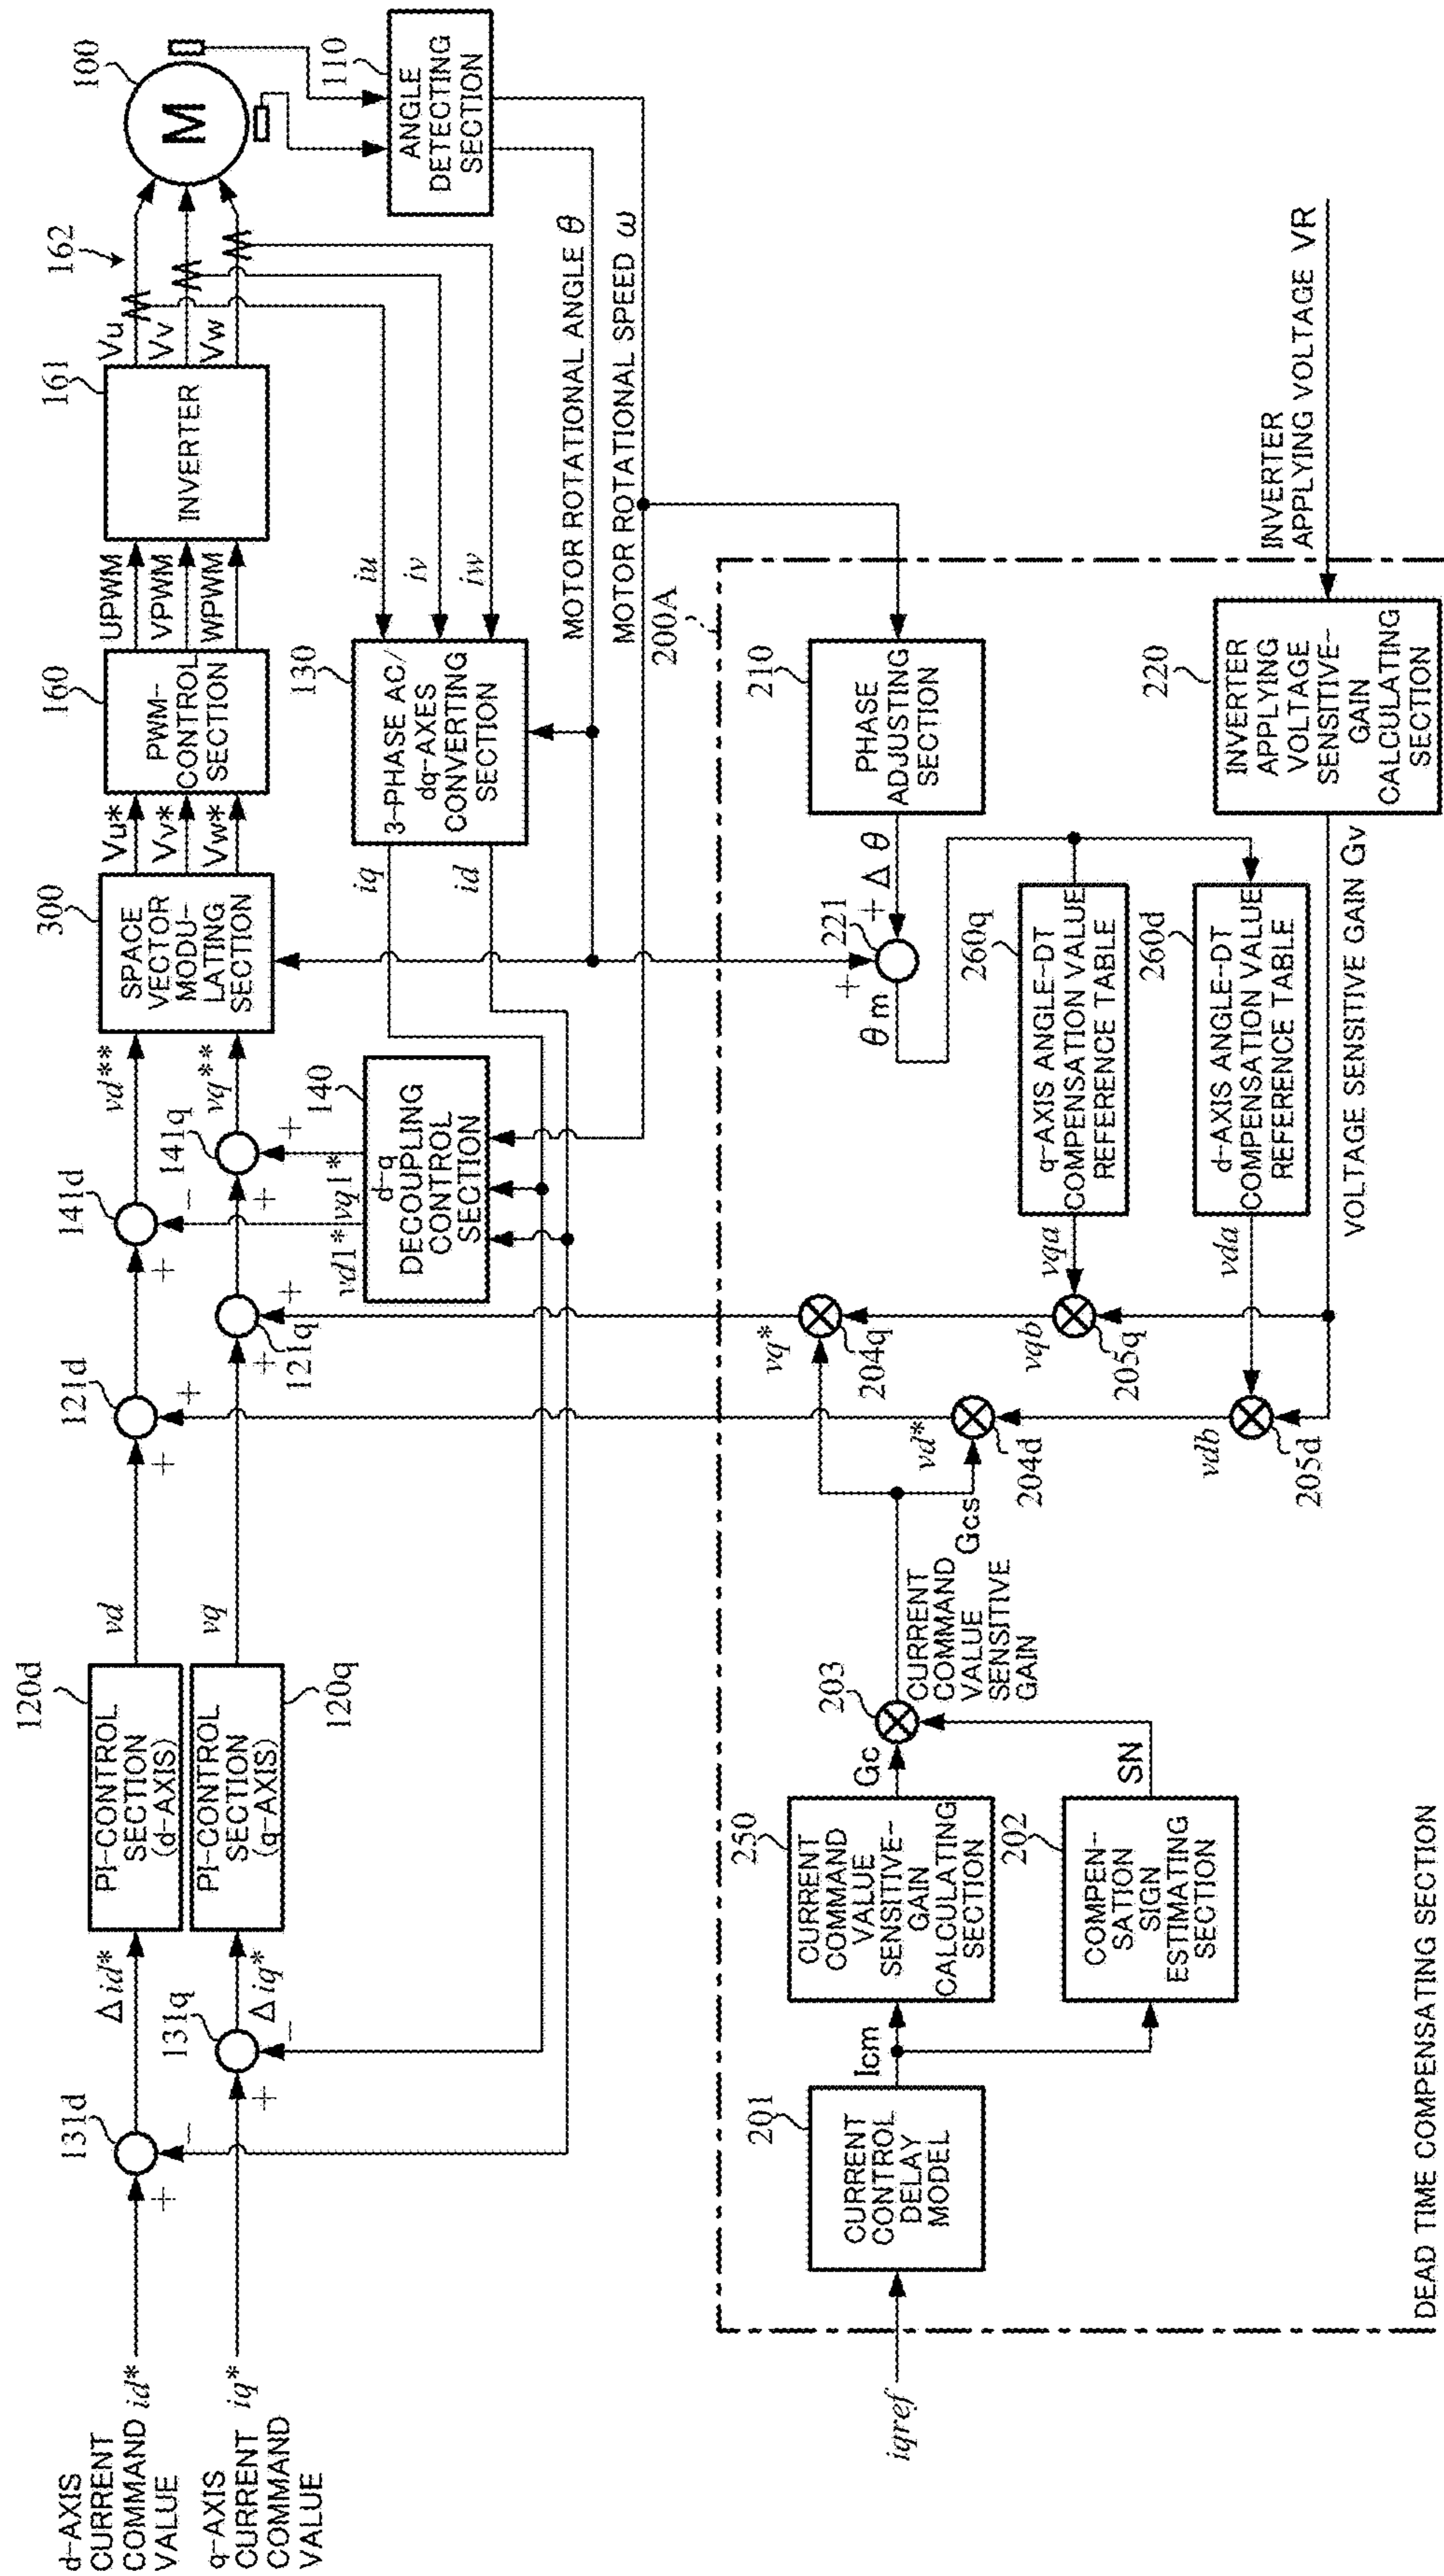 d-AXIS
CURRENT
COMMAND id*
VALUE
q-AXIS
CURRENT iq*
COMMAND
VALUE
131d
+
-
Δid*
131q
+
-
Δiq*
120d
PI-CONTROL
SECTION
(d-AXIS)
PI-CONTROL
SECTION
(q-AXIS)
120q
vd
vq
121d
+
+
121q
+
+
141d
+
-
141q
+
+
vd**
vq**
vd1*
vq1*
140
d-q
DECOUPLING
CONTROL
SECTION
300
SPACE
VECTOR
MODU-
LATING
SECTION
Vu*
Vv*
Vw*
160
PWM-
CONTROL
SECTION
UPWM
VPWM
WPWM
161
INVERTER
Vu
Vv
Vw
162
100
M
110
ANGLE
DETECTING
SECTION
iq
id
130
3-PHASE AC/
dq-AXES
CONVERTING
SECTION
iu
iv
iw
MOTOR ROTATIONAL ANGLE θ
MOTOR ROTATIONAL SPEED ω
200A
iqref
201
CURRENT
CONTROL
DELAY
MODEL
Icm
250
CURRENT
COMMAND
VALUE
SENSITIVE-
GAIN
CALCULATING
SECTION
202
COMPEN-
SATION
SIGN
ESTIMATING
SECTION
Gc
SN
203
CURRENT
COMMAND
VALUE
SENSITIVE
GAIN
Gcs
vq*
204q
vd*
204d
vqb
205q
vdb
205d
vqa
vda
θm
221
+
+
Δθ
210
PHASE
ADJUSTING
SECTION
260q
q-AXIS ANGLE-DT
COMPENSATION VALUE
REFERENCE TABLE
260d
d-AXIS ANGLE-DT
COMPENSATION VALUE
REFERENCE TABLE
VOLTAGE SENSITIVE GAIN Gv
220
INVERTER
APPLYING
VOLTAGE
SENSITIVE-
GAIN
CALCULATING
SECTION
INVERTER
APPLYING VOLTAGE VR
DEAD TIME COMPENSATING SECTION